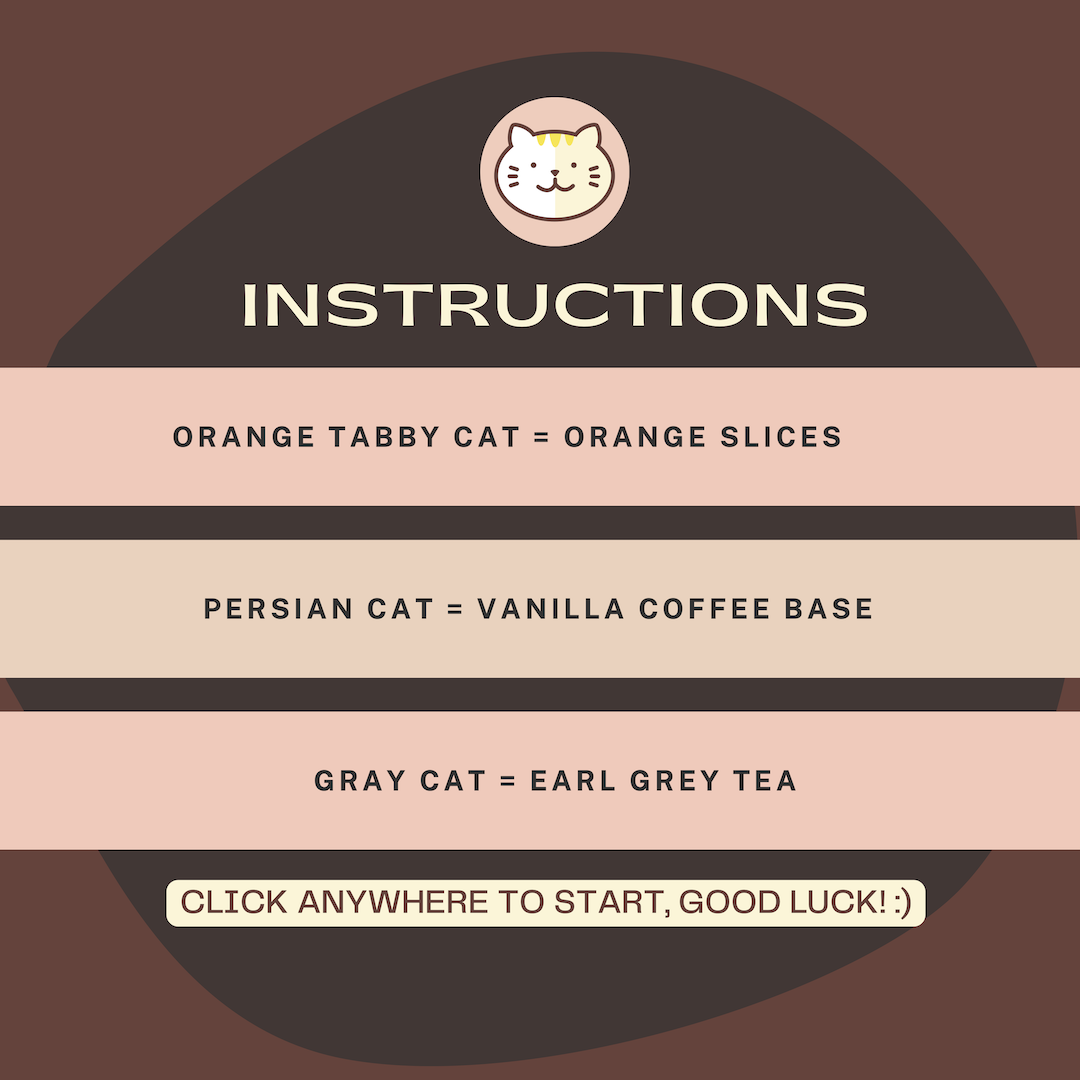 INSTRUCTIONS
ORANGE TABBY CAT = ORANGE SLICES
PERSIAN CAT = VANILLA COFFEE BASE
GRAY CAT = EARL GREY TEA
CLICK ANYWHERE TO START, GOOD LUCK! :)